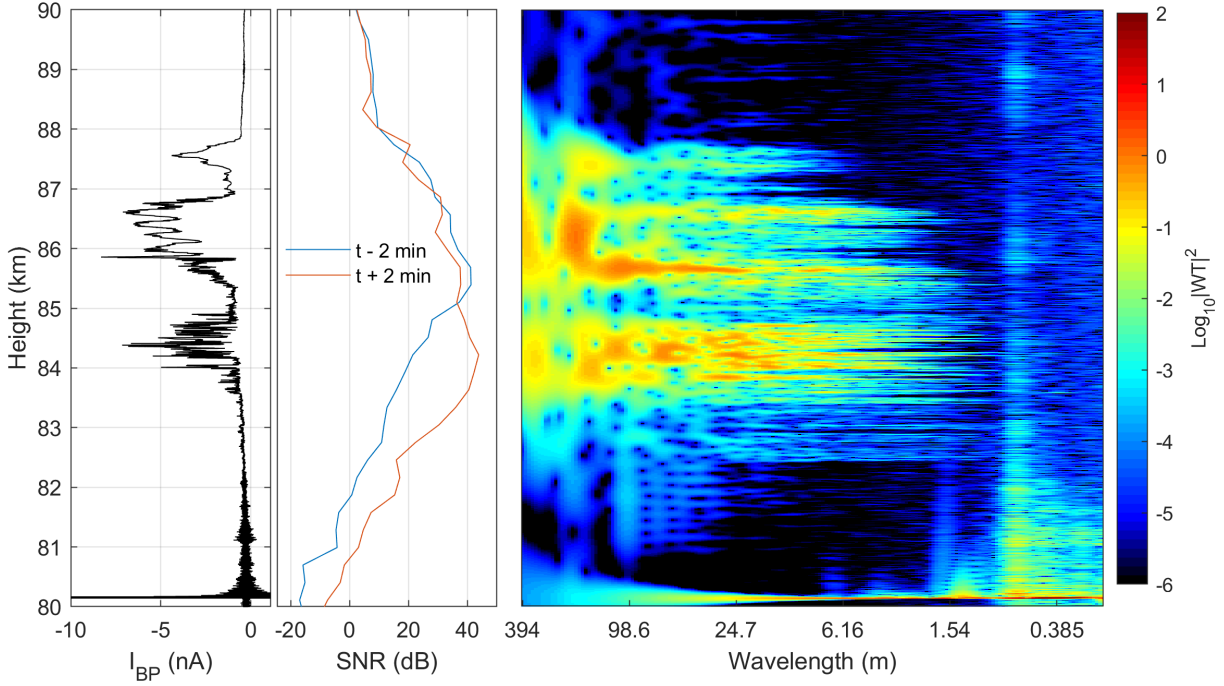 90
89
88
87
86
85
84
83
82
81
80
Height (km)
-10 -5 0
I_BP (nA)
t - 2 min
t + 2 min
-20 0 20 40
SNR (dB)
394 98.6 24.7 6.16 1.54 0.385
Wavelength (m)
2
1
0
-1
-2
-3
-4
-5
-6
Log₁₀|WT|²